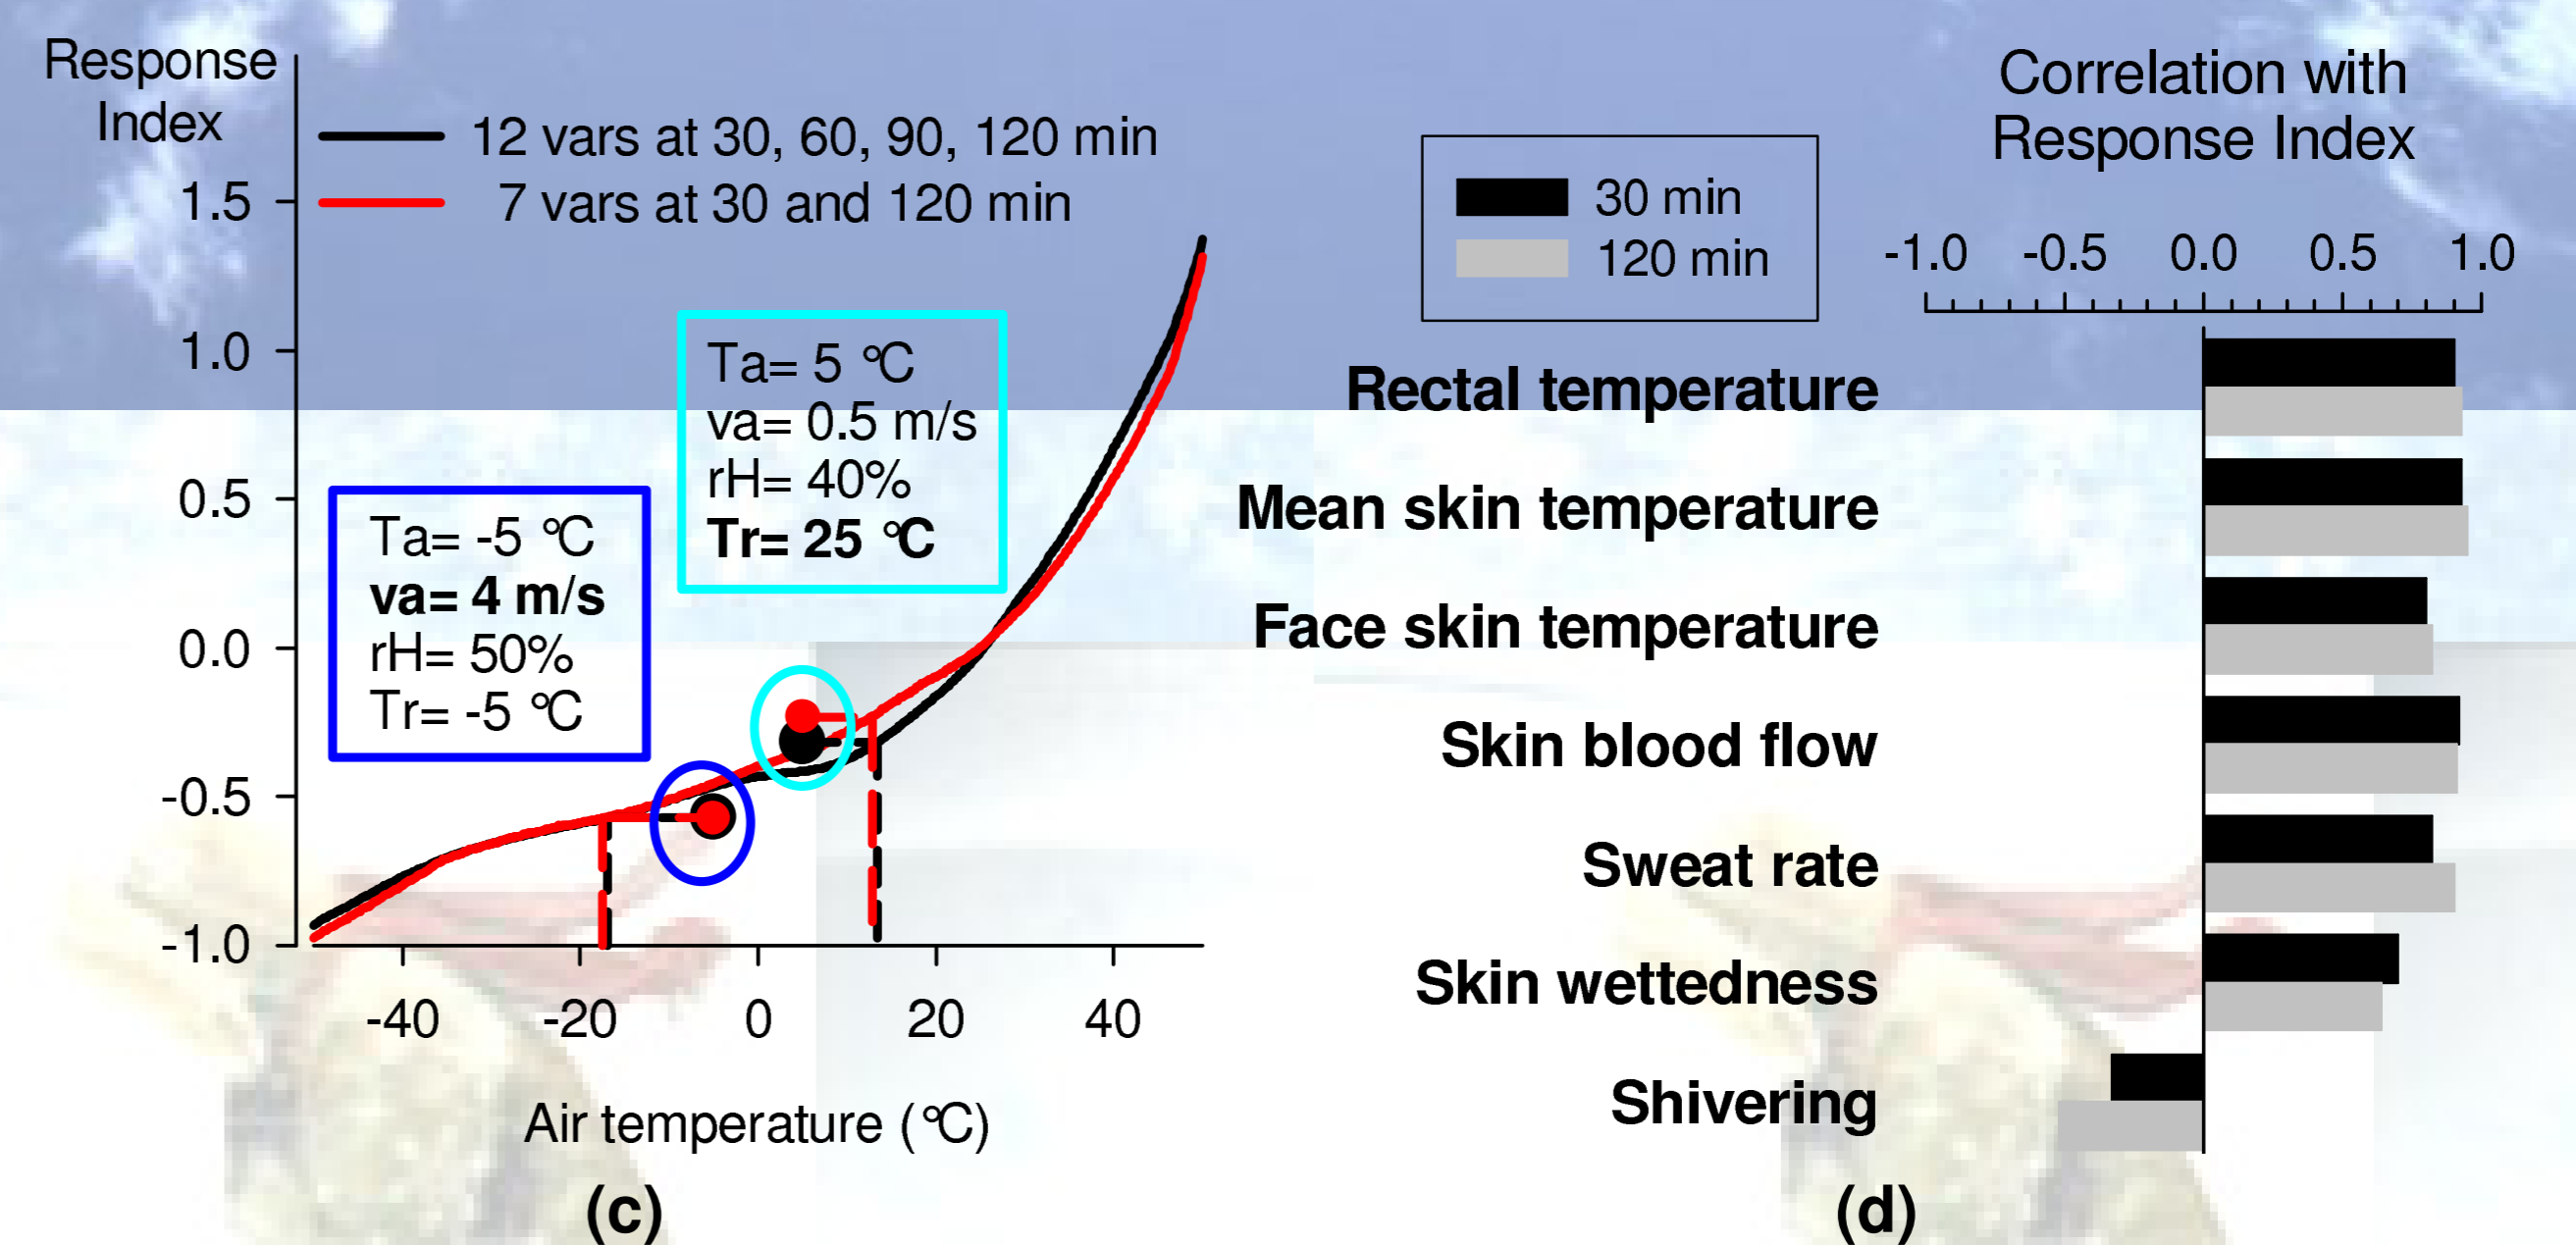 Response
Index
12 vars at 30, 60, 90, 120 min
7 vars at 30 and 120 min
1.5
1.0
0.5
0.0
-0.5
-1.0
Ta= 5 °C
va= 0.5 m/s
rH= 40%
Tr= 25 °C
Ta= -5 °C
va= 4 m/s
rH= 50%
Tr= -5 °C
-40 -20 0 20 40
Air temperature (°C)
(c)
30 min
120 min
Correlation with
Response Index
-1.0 -0.5 0.0 0.5 1.0
Rectal temperature
Mean skin temperature
Face skin temperature
Skin blood flow
Sweat rate
Skin wettedness
Shivering
(d)